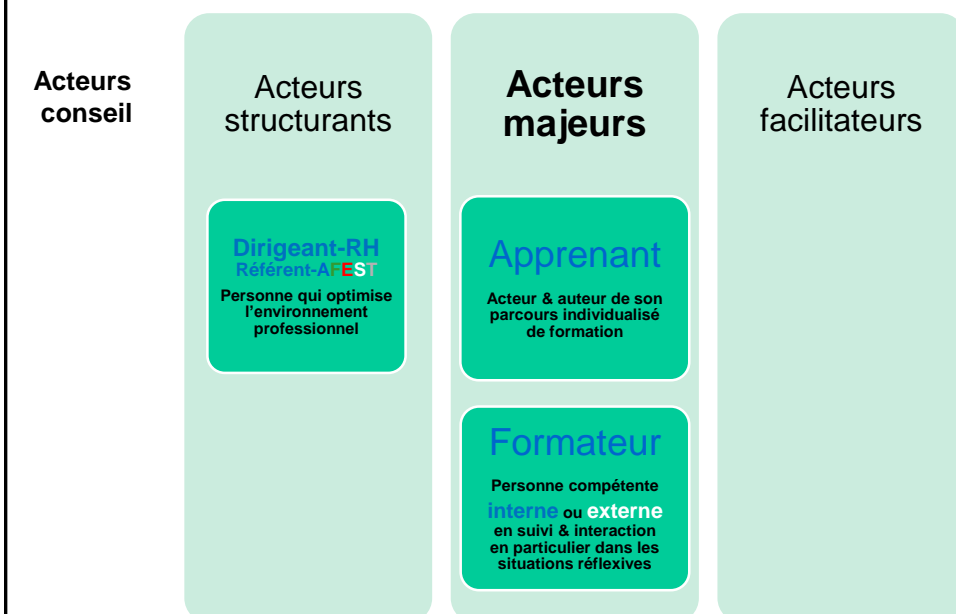 Acteurs
conseil
Acteurs
structurants
Dirigeant-RH
Référent-AFEST
Personne qui optimise
l'environnement
professionnel
Acteurs
majeurs
Apprenant
Acteur & auteur de son
parcours individualisé
de formation
Formateur
Personne compétente
interne ou externe
en suivi & interaction
en particulier dans les
situations réflexives
Acteurs
facilitateurs